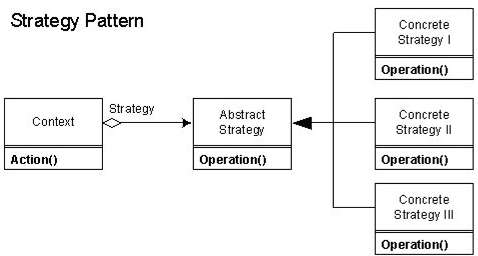 Strategy Pattern
Concrete
Strategy I
Operation()
Strategy
Context
Action()
Abstract
Strategy
Operation()
Concrete
Strategy II
Operation()
Concrete
Strategy III
Operation()